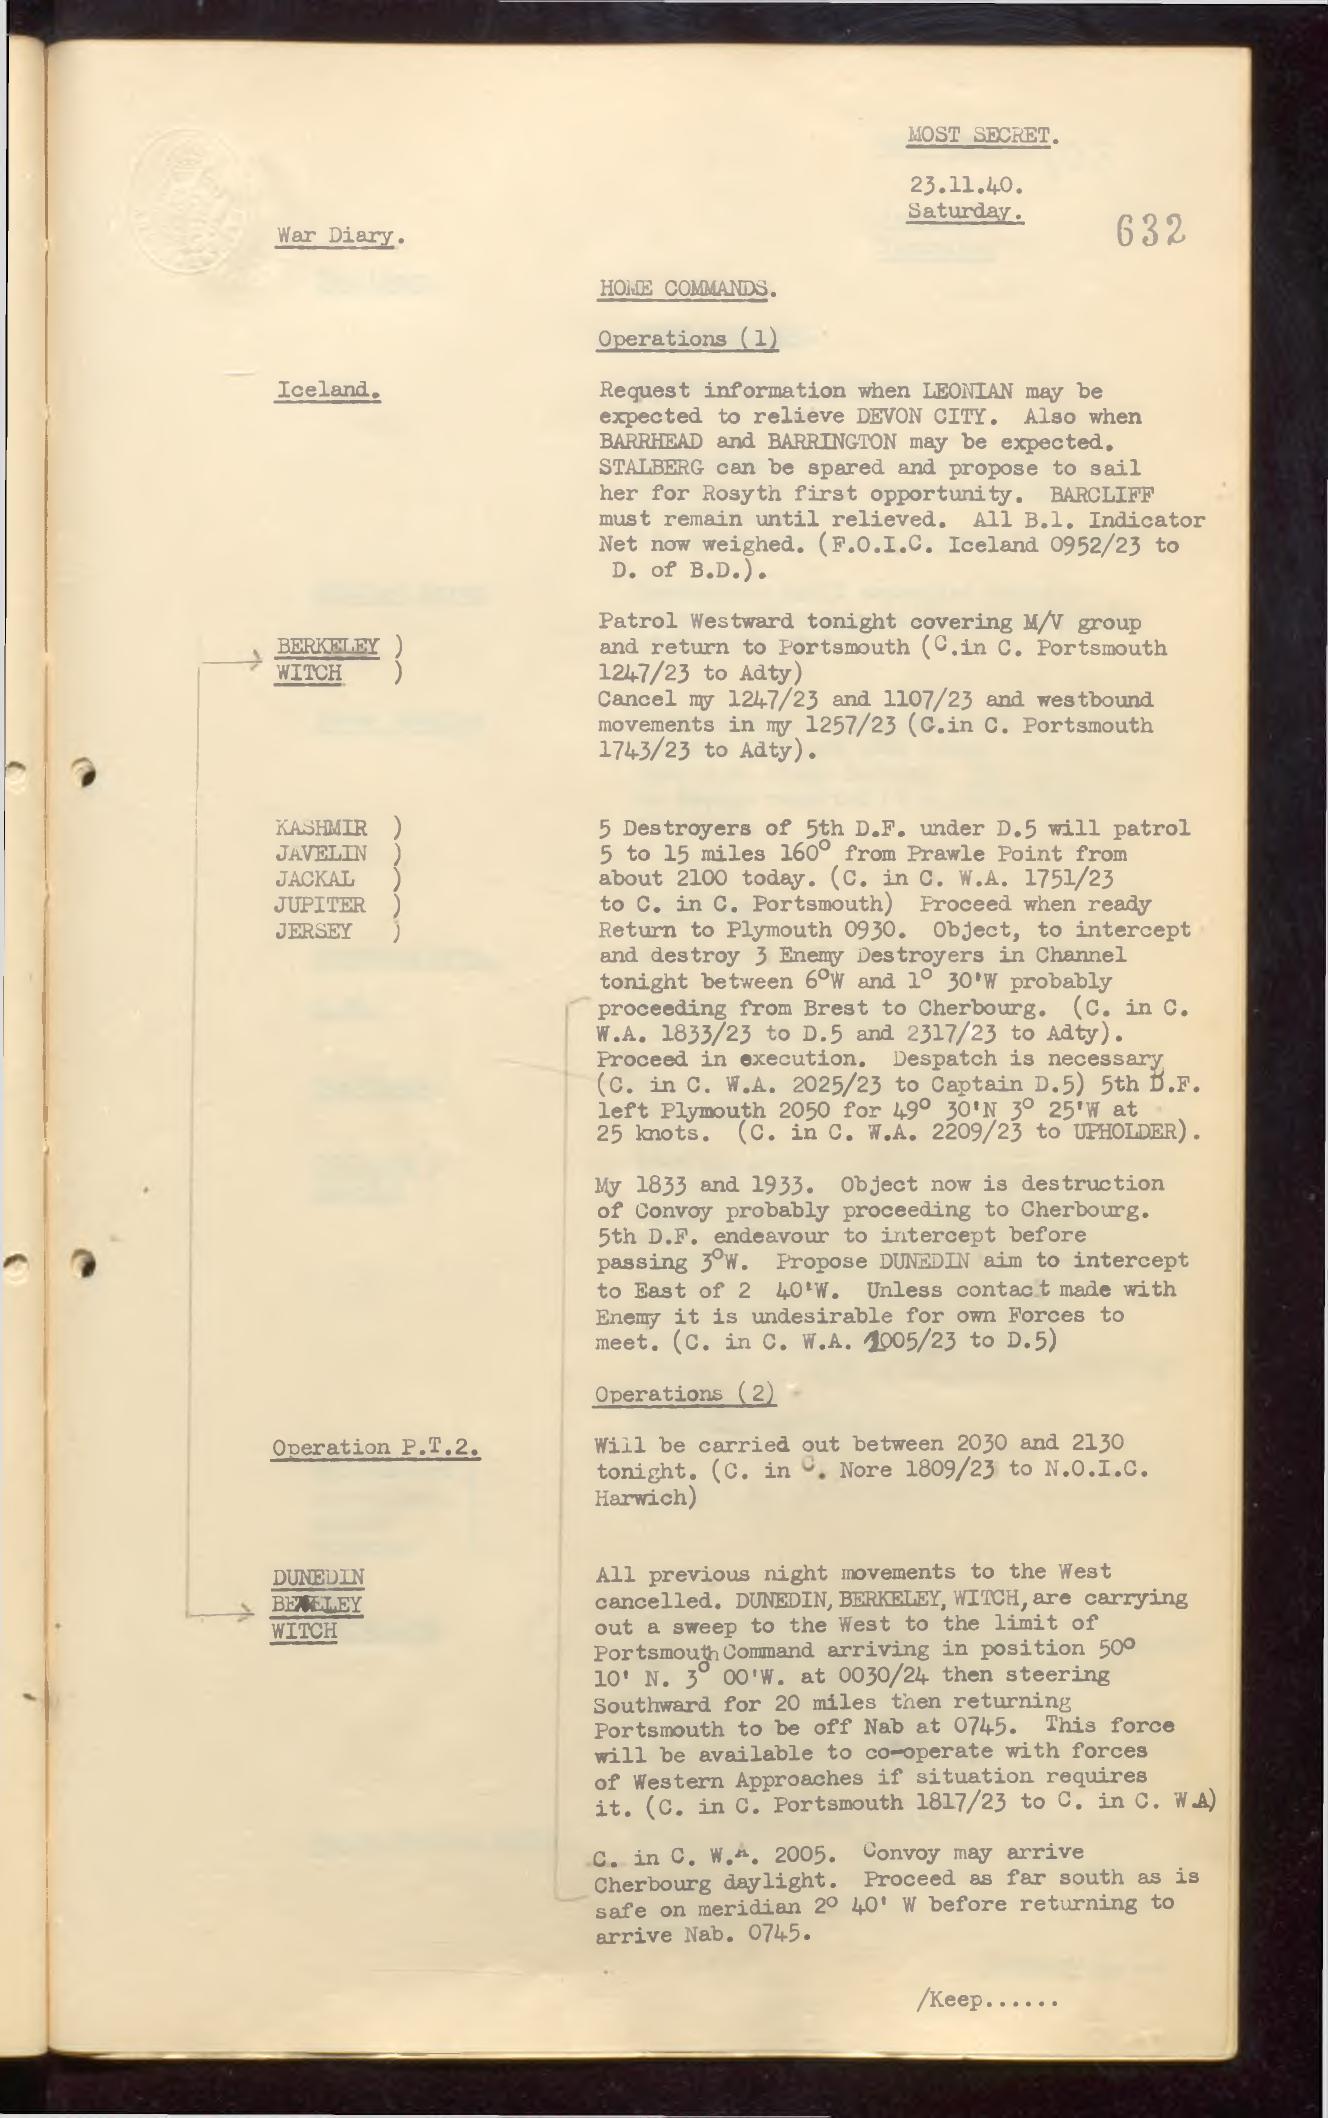 MOST SECRET.
23.11.40.
Saturday.
632
War Diary.
HOME COMMANDS.
Operations (1)
Iceland.
Request information when LEONIAN may be
expected to relieve DEVON CITY. Also when
BARRHEAD and BARRINGTON may be expected.
STALBERG can be spared and propose to sail
her for Rosyth first opportunity. BARCLIFF
must remain until relieved. All B.1. Indicator
Net now weighed. (F.O.I.C. Iceland 0952/23 to
D. of B.D.).
BERKELEY )
WITCH )
Patrol Westward tonight covering M/V group
and return to Portsmouth (C.in C. Portsmouth
1247/23 to Adty)
Cancel my 1247/23 and 1107/23 and westbound
movements in my 1257/23 (C.in C. Portsmouth
1743/23 to Adty).
KASHMIR )
JAVELIN )
JACKAL )
JUPITER )
JERSEY )
5 Destroyers of 5th D.F. under D.5 will patrol
5 to 15 miles 160° from Prawle Point from
about 2100 today. (C. in C. W.A. 1751/23
to C. in C. Portsmouth) Proceed when ready
Return to Plymouth 0930. Object, to intercept
and destroy 3 Enemy Destroyers in Channel
tonight between 6°W and 1° 30'W probably
proceeding from Brest to Cherbourg. (C. in C.
W.A. 1833/23 to D.5 and 2317/23 to Adty).
Proceed in execution. Despatch is necessary
(C. in C. W.A. 2025/23 to Captain D.5) 5th D.F.
left Plymouth 2050 for 49° 30'N 3° 25'W at
25 knots. (C. in C. W.A. 2209/23 to UPHOLDER).
My 1833 and 1933. Object now is destruction
of Convoy probably proceeding to Cherbourg.
5th D.F. endeavour to intercept before
passing 3°W. Propose DUNEDIN aim to intercept
to East of 2 40'W. Unless contact made with
Enemy it is undesirable for own Forces to
meet. (C. in C. W.A. 005/23 to D.5)
Operations (2)
Operation P.T.2.
Will be carried out between 2030 and 2130
tonight. (C. in C. Nore 1809/23 to N.O.I.C.
Harwich)
DUNEDIN
BERKELEY
WITCH
All previous night movements to the West
cancelled. DUNEDIN, BERKELEY, WITCH, are carrying
out a sweep to the West to the limit of
Portsmouth Command arriving in position 50°
10' N. 3° 00'W. at 0030/24 then steering
Southward for 20 miles then returning
Portsmouth to be off Nab at 0745. This force
will be available to co-operate with forces
of Western Approaches if situation requires
it. (C. in C. Portsmouth 1817/23 to C. in C. W.A)
C. in C. W.A. 2005. Convoy may arrive
Cherbourg daylight. Proceed as far south as is
safe on meridian 2° 40' W before returning to
arrive Nab. 0745.
/Keep......